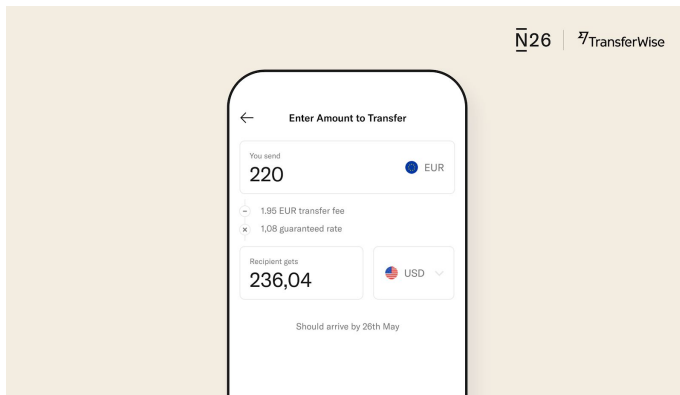 N26
TransferWise
Enter Amount to Transfer
You send
220
EUR
1.95 EUR transfer fee
1,08 guaranteed rate
Recipient gets
236,04
USD
Should arrive by 26th May